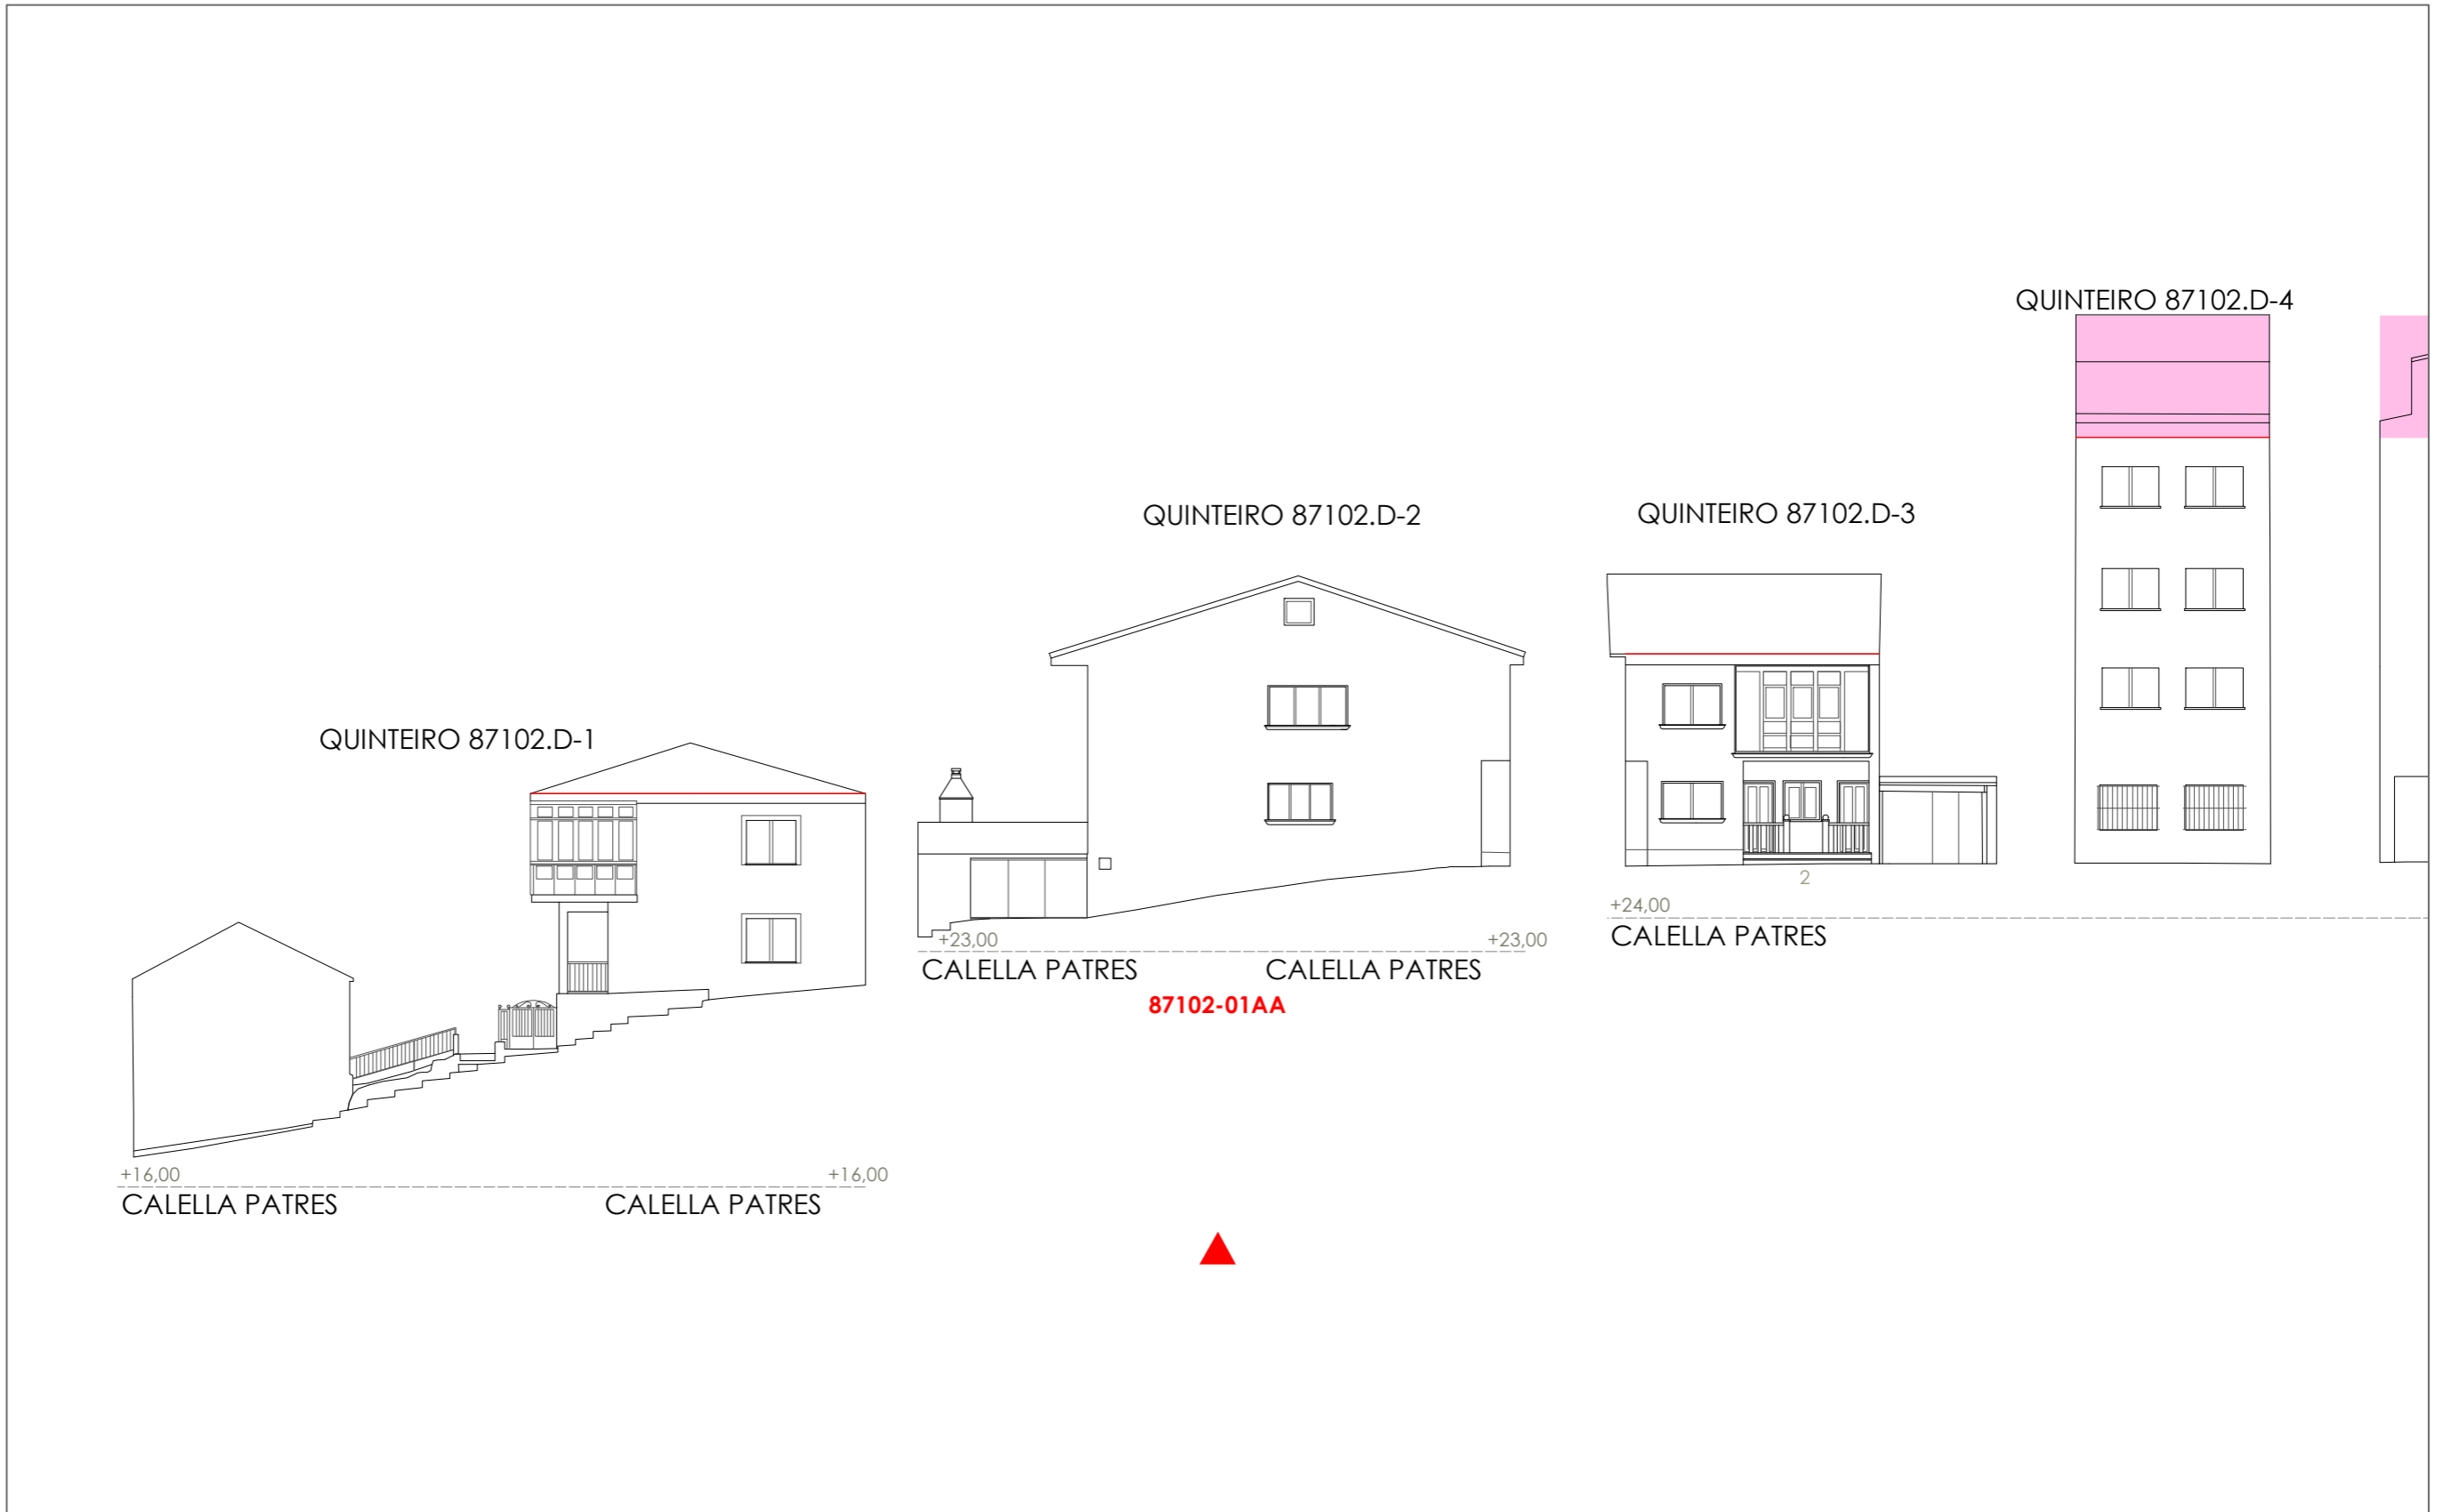 QUINTEIRO 87102.D-4
QUINTEIRO 87102.D-2
QUINTEIRO 87102.D-3
QUINTEIRO 87102.D-1
2
+24,00
CALELLA PATRES
+23,00 +23,00
CALELLA PATRES CALELLA PATRES
87102-01AA
+16,00 +16,00
CALELLA PATRES CALELLA PATRES